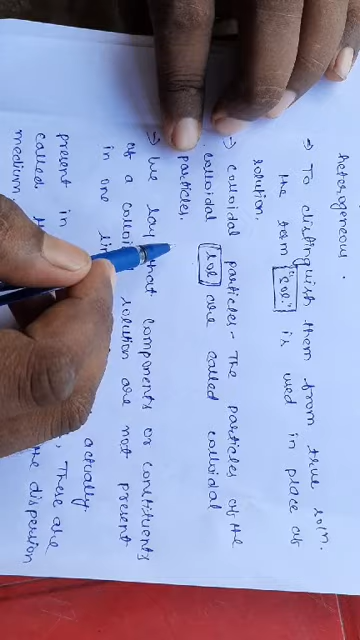 heterogeneous.
→ To distinguish them from true soln.
the term "sol" is used in place of
solution.
→ colloidal particles - The particles of the
colloidal sol are called colloidal
particles.
→ We say that components or constituents
of a solution are not present
in one
actually
present in These are
called the dispersion
medium.